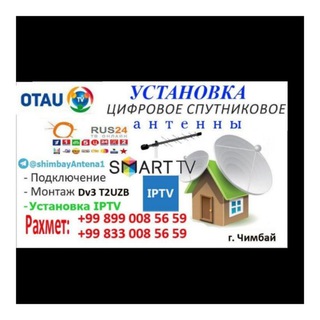 OTAU TV
УСТАНОВКА
ЦИФРОВОЕ СПУТНИКОВОЕ
антенны
RUS24
@shimbayAntena1
SMART TV
- Подключение
- Монтаж Dv3 T2UZB
-Установка IPTV
IPTV
Рахмет: +99 899 008 56 59
+99 833 008 56 59
г. Чимбай